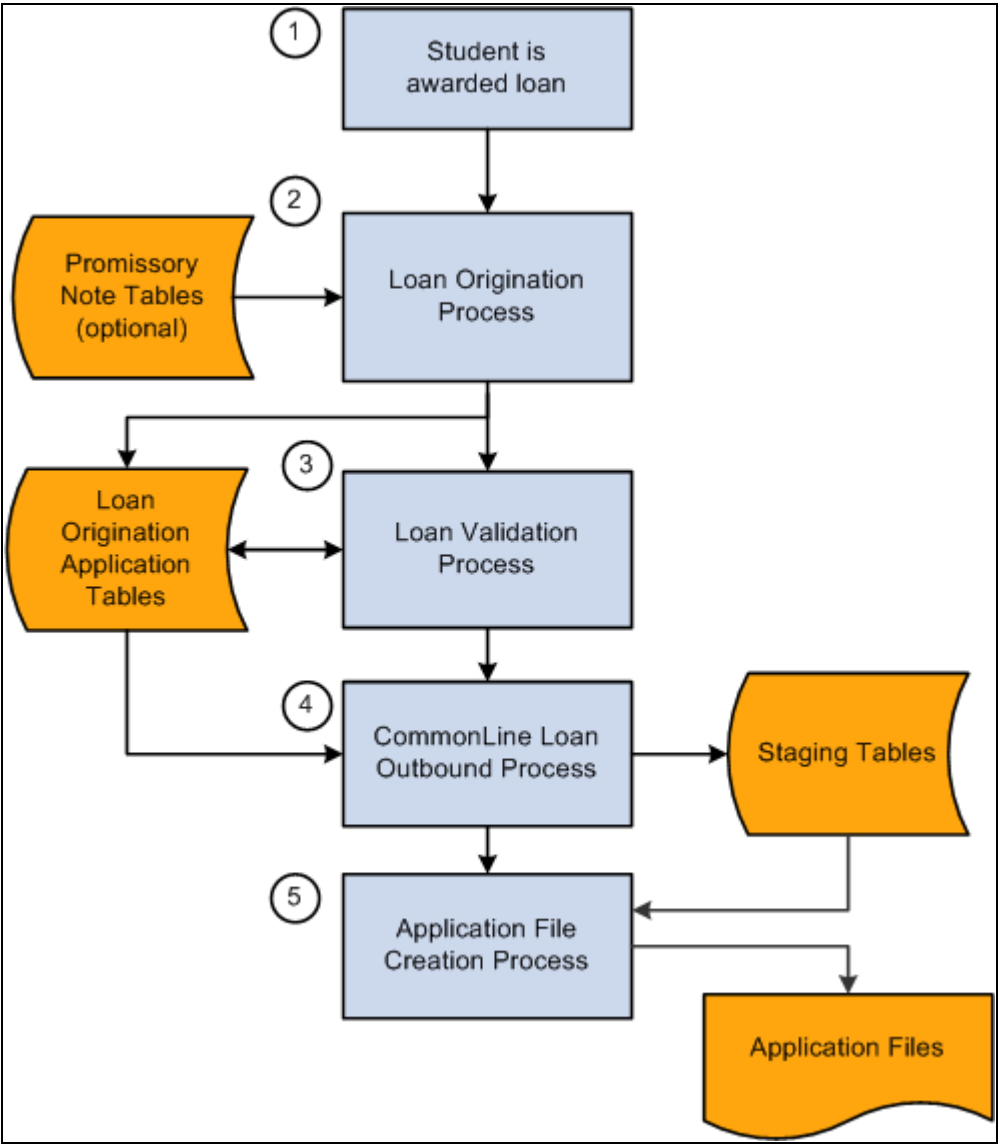 1
Student is
awarded loan
2
Promissory
Note Tables
(optional)
Loan Origination
Process
3
Loan
Origination
Application
Tables
Loan Validation
Process
4
CommonLine Loan
Outbound Process
Staging Tables
5
Application File
Creation Process
Application Files